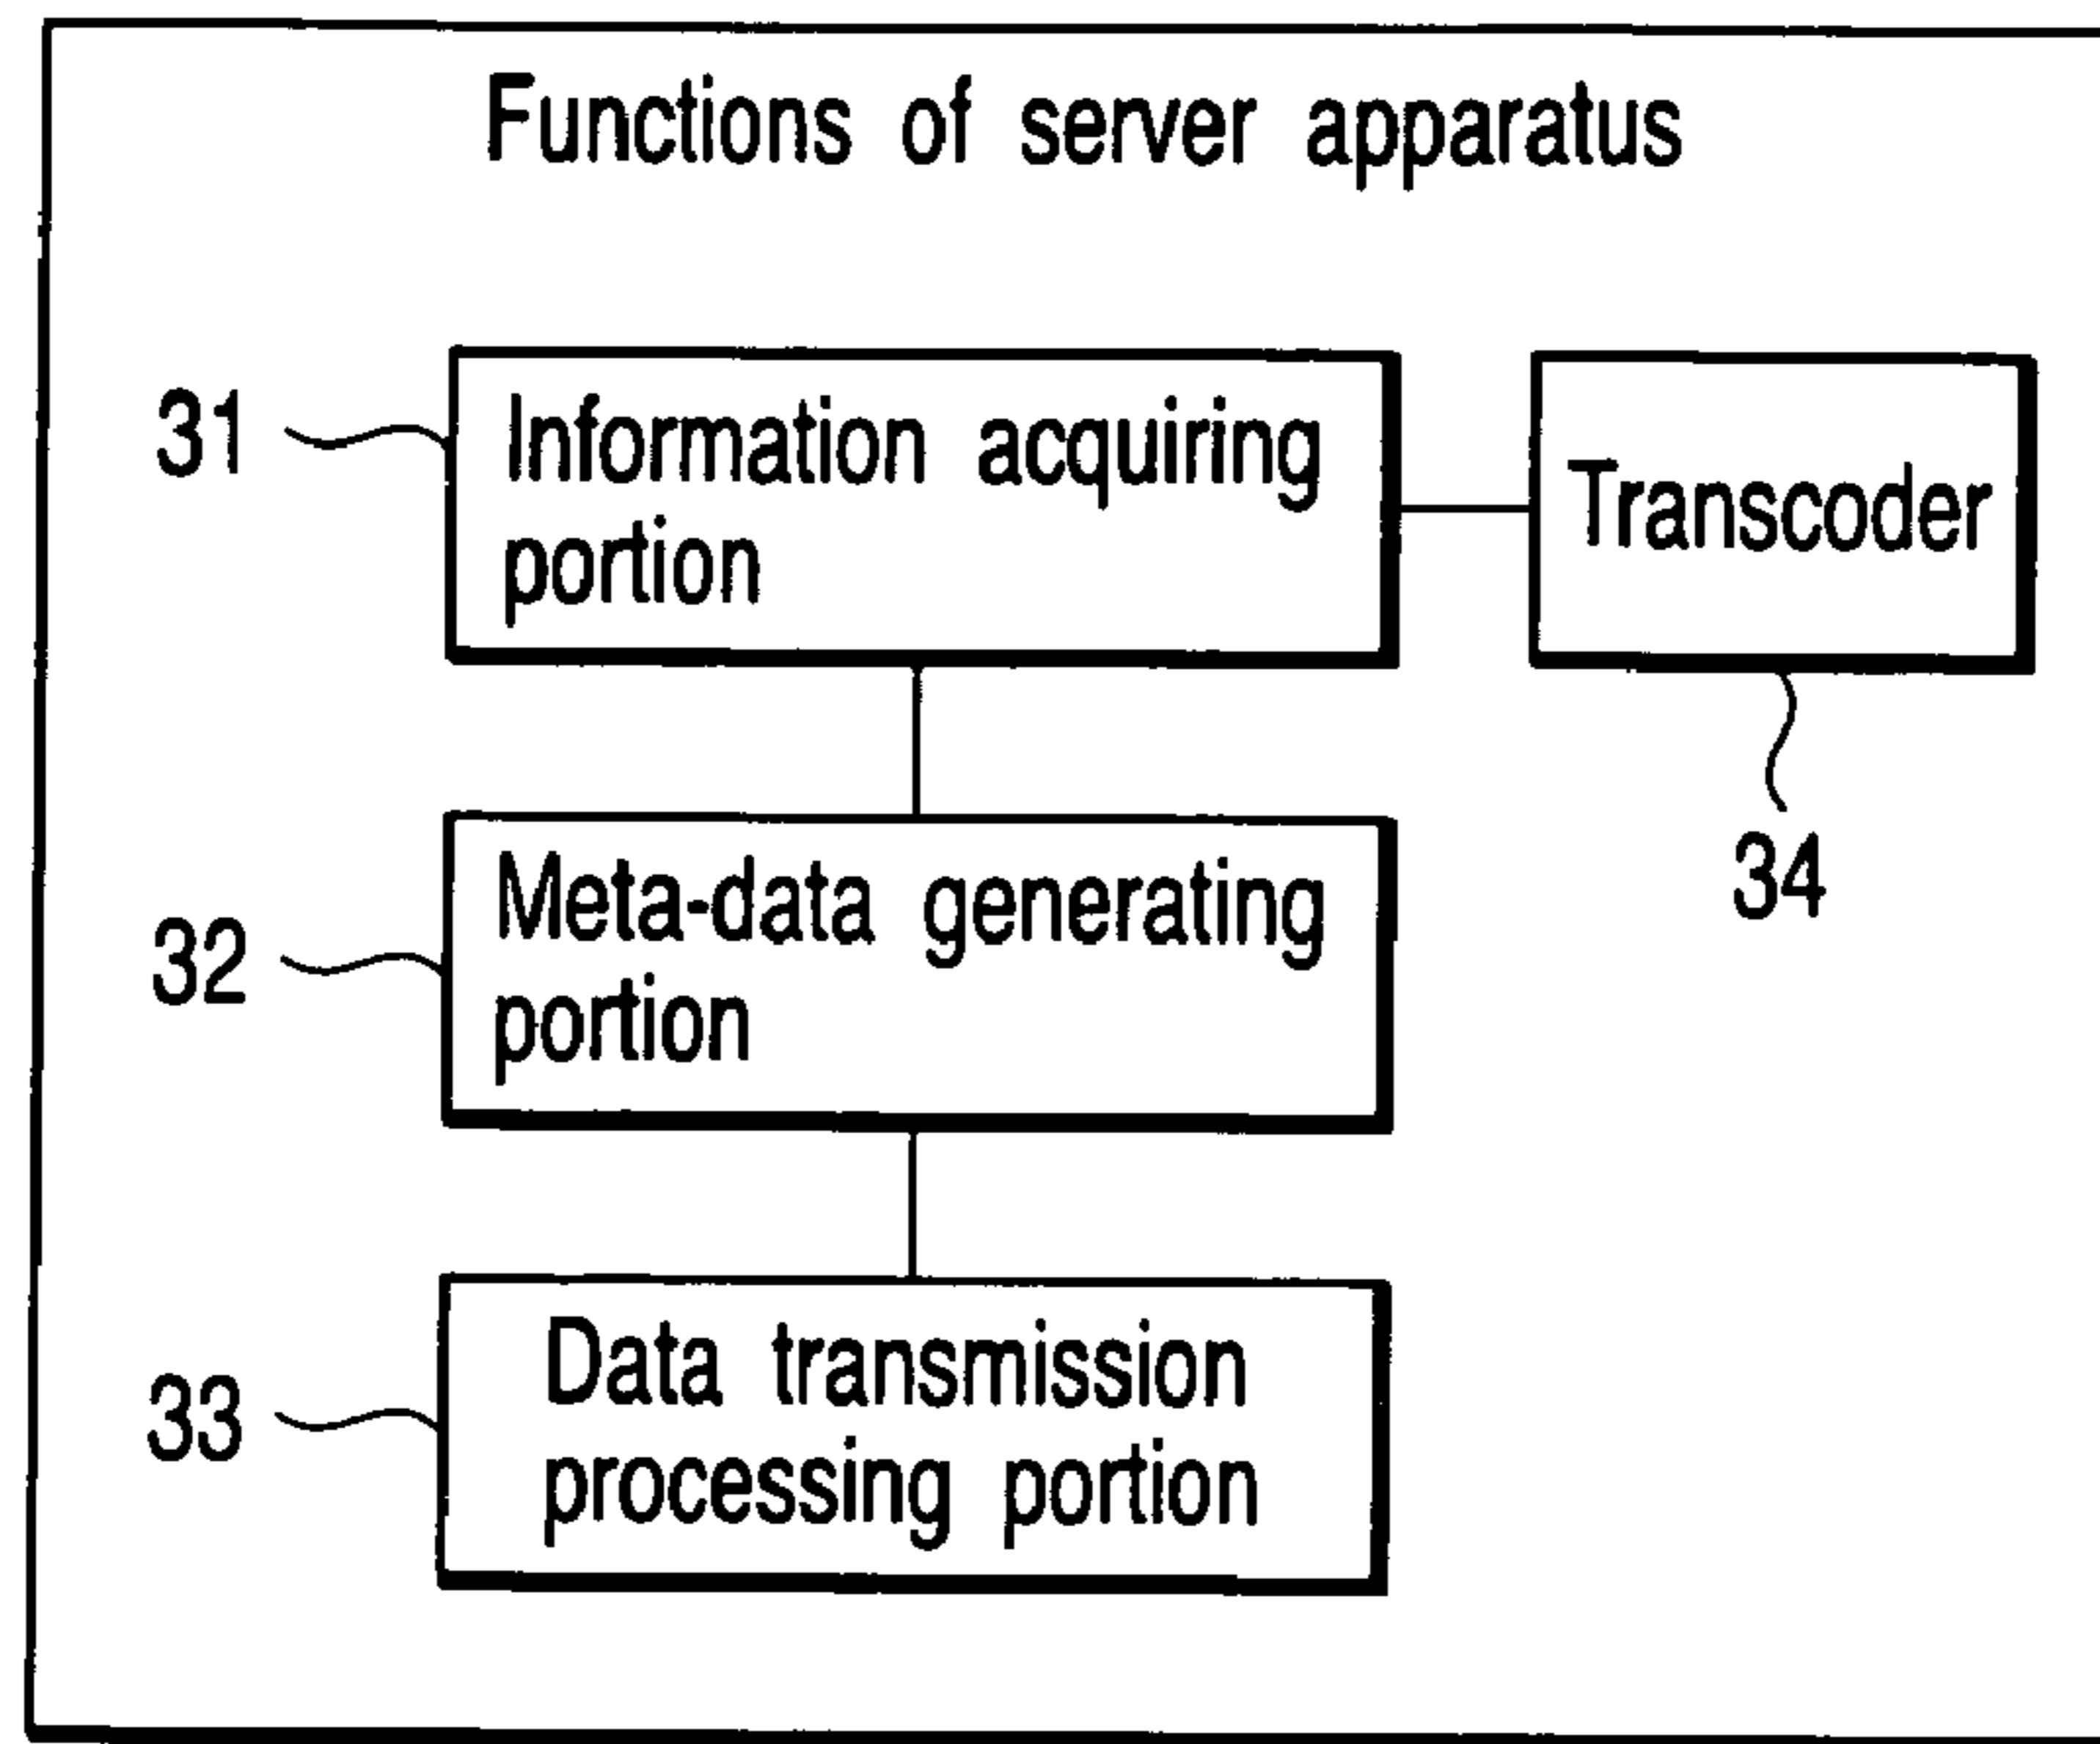 Functions of server apparatus
31
Information acquiring
portion
Transcoder
34
32
Meta-data generating
portion
33
Data transmission
processing portion